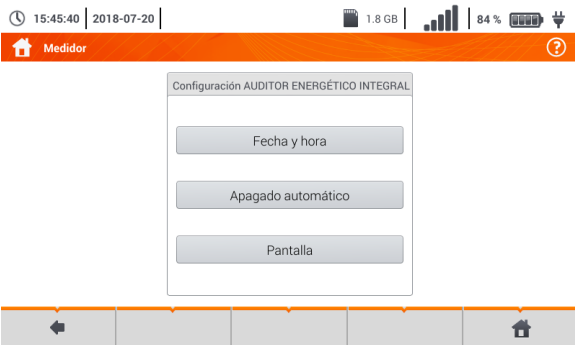 15:45:40 2018-07-20 1.8 GB 84 %
Medidor ?
Configuración AUDITOR ENERGÉTICO INTEGRAL
Fecha y hora
Apagado automático
Pantalla